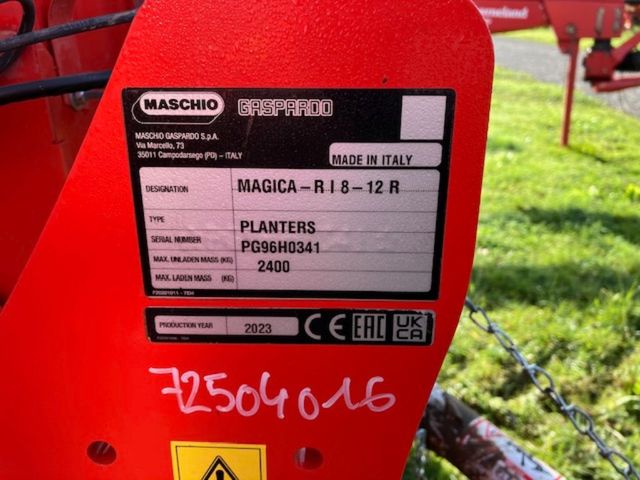 MASCHIO GASPARDO
MASCHIO GASPARDO S.p.A.
Via Marcello, 73
35011 Campodarsego (PD) - ITALY
MADE IN ITALY
DESIGNATION MAGICA-R I 8-12 R
TYPE PLANTERS
SERIAL NUMBER PG96H0341
MAX. UNLADEN MASS (KG) 2400
MAX. LADEN MASS (KG)
PRODUCTION YEAR 2023 CE EAC UK CA
72504016